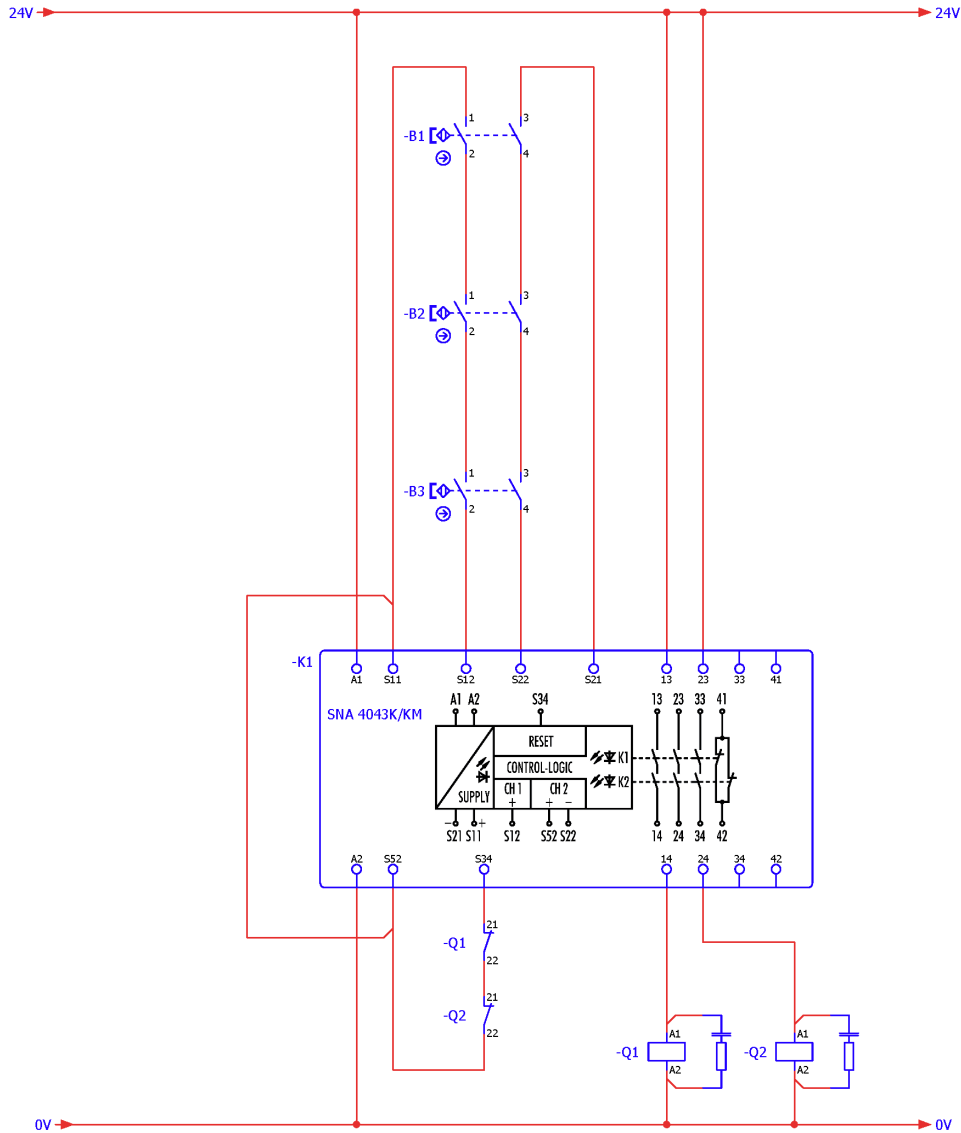 24V 24V
1 3
-B1
2 4
1 3
-B2
2 4
1 3
-B3
2 4
-K1
A1 S11 S12 S22 S21 13 23 33 41
SNA 4043K/KM
A1 A2 S34 13 23 33 41
RESET
CONTROL-LOGIC K1
SUPPLY CH 1 CH 2 K2
+ + −
− +
S21 S11 S12 S52 S22 14 24 34 42
A2 S52 S34 14 24 34 42
21
-Q1
22
21
-Q2
22
A1 A1
-Q1 -Q2
A2 A2
0V 0V